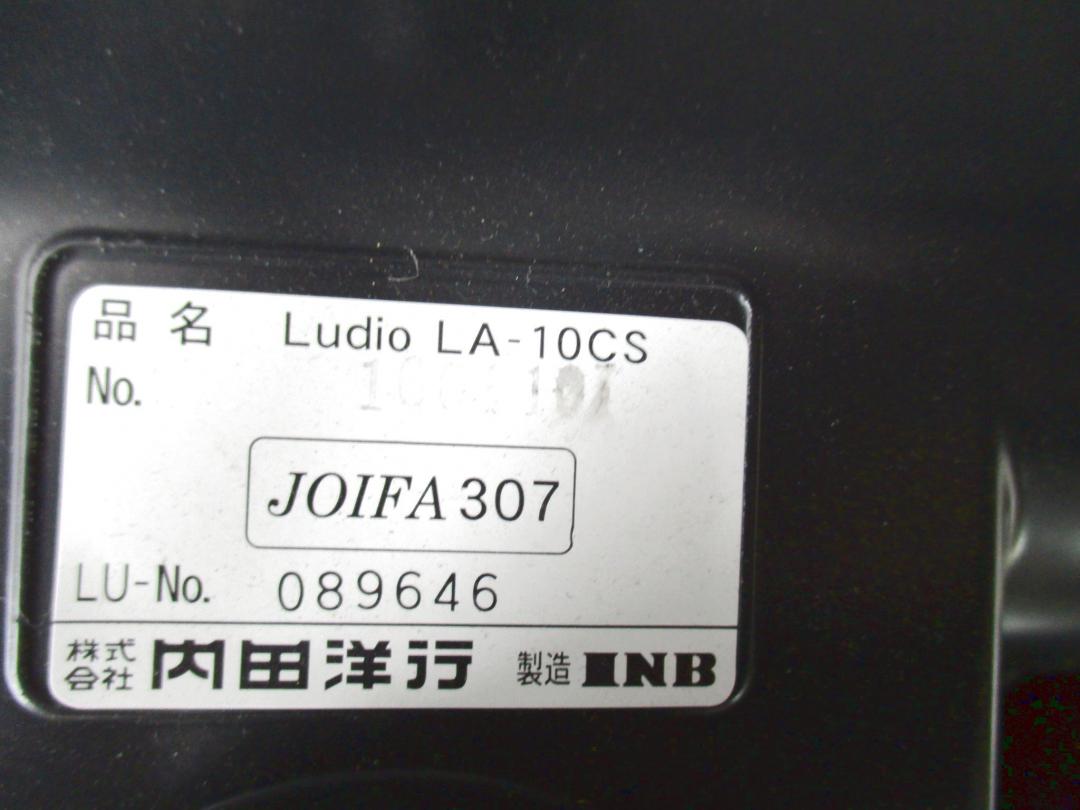 品名 Ludio LA-10CS
No.
JOIFA 307
LU-No. 089646
株式会社 内田洋行 製造 INB